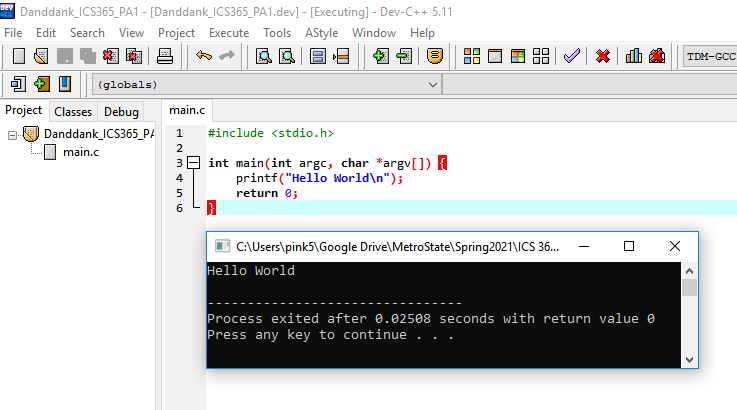 DEV
Danddank_ICS365_PA1 - [Danddank_ICS365_PA1.dev] - [Executing] - Dev-C++ 5.11
File Edit Search View Project Execute Tools AStyle Window Help
TDM-GCC
(globals)
Project Classes Debug
main.c
Danddank_ICS365_PA
main.c
1 #include <stdio.h>
2
3 int main(int argc, char *argv[]) {
4 printf("Hello World\n");
5 return 0;
6 }
C:\Users\pink5\Google Drive\MetroState\Spring2021\ICS 36...
Hello World
--------------------------------
Process exited after 0.02508 seconds with return value 0
Press any key to continue . . .